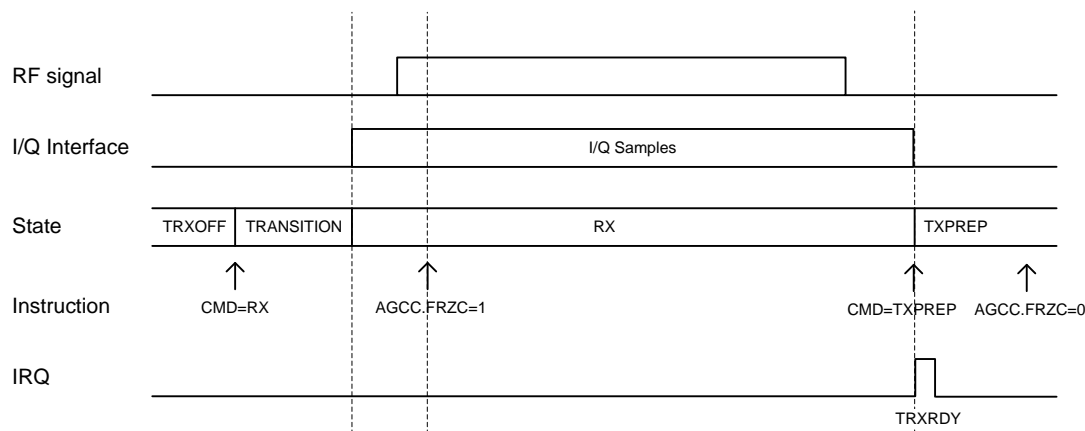 RF signal
I/Q Interface
I/Q Samples
State
TRXOFF TRANSITION RX TXPREP
Instruction
CMD=RX AGCC.FRZC=1 CMD=TXPREP AGCC.FRZC=0
IRQ
TRXRDY